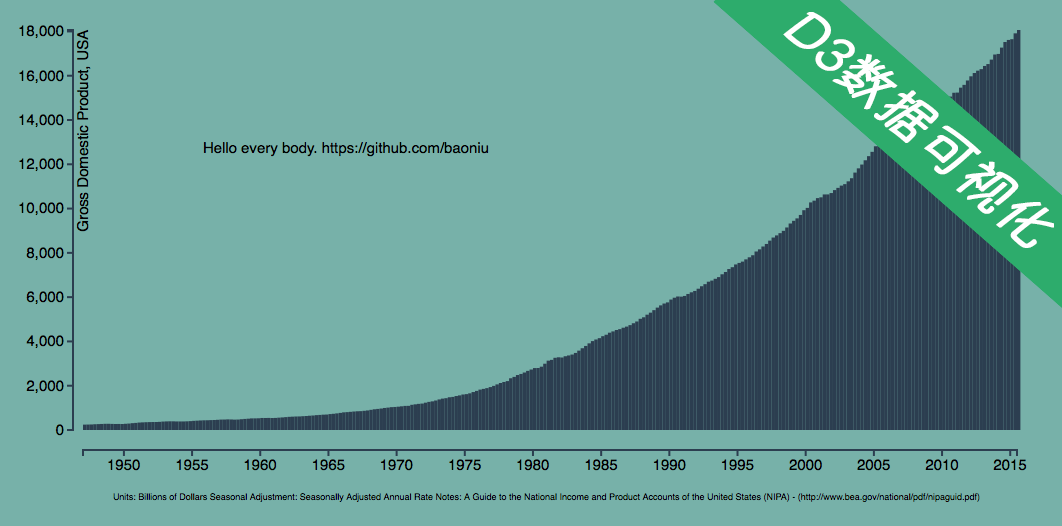 D3数据可视化
18,000
16,000
14,000
12,000
10,000
8,000
6,000
4,000
2,000
0
Gross Domestic Product, USA
Hello every body. https://github.com/baoniu
1950 1955 1960 1965 1970 1975 1980 1985 1990 1995 2000 2005 2010 2015
Units: Billions of Dollars Seasonal Adjustment: Seasonally Adjusted Annual Rate Notes: A Guide to the National Income and Product Accounts of the United States (NIPA) - (http://www.bea.gov/national/pdf/nipaguid.pdf)